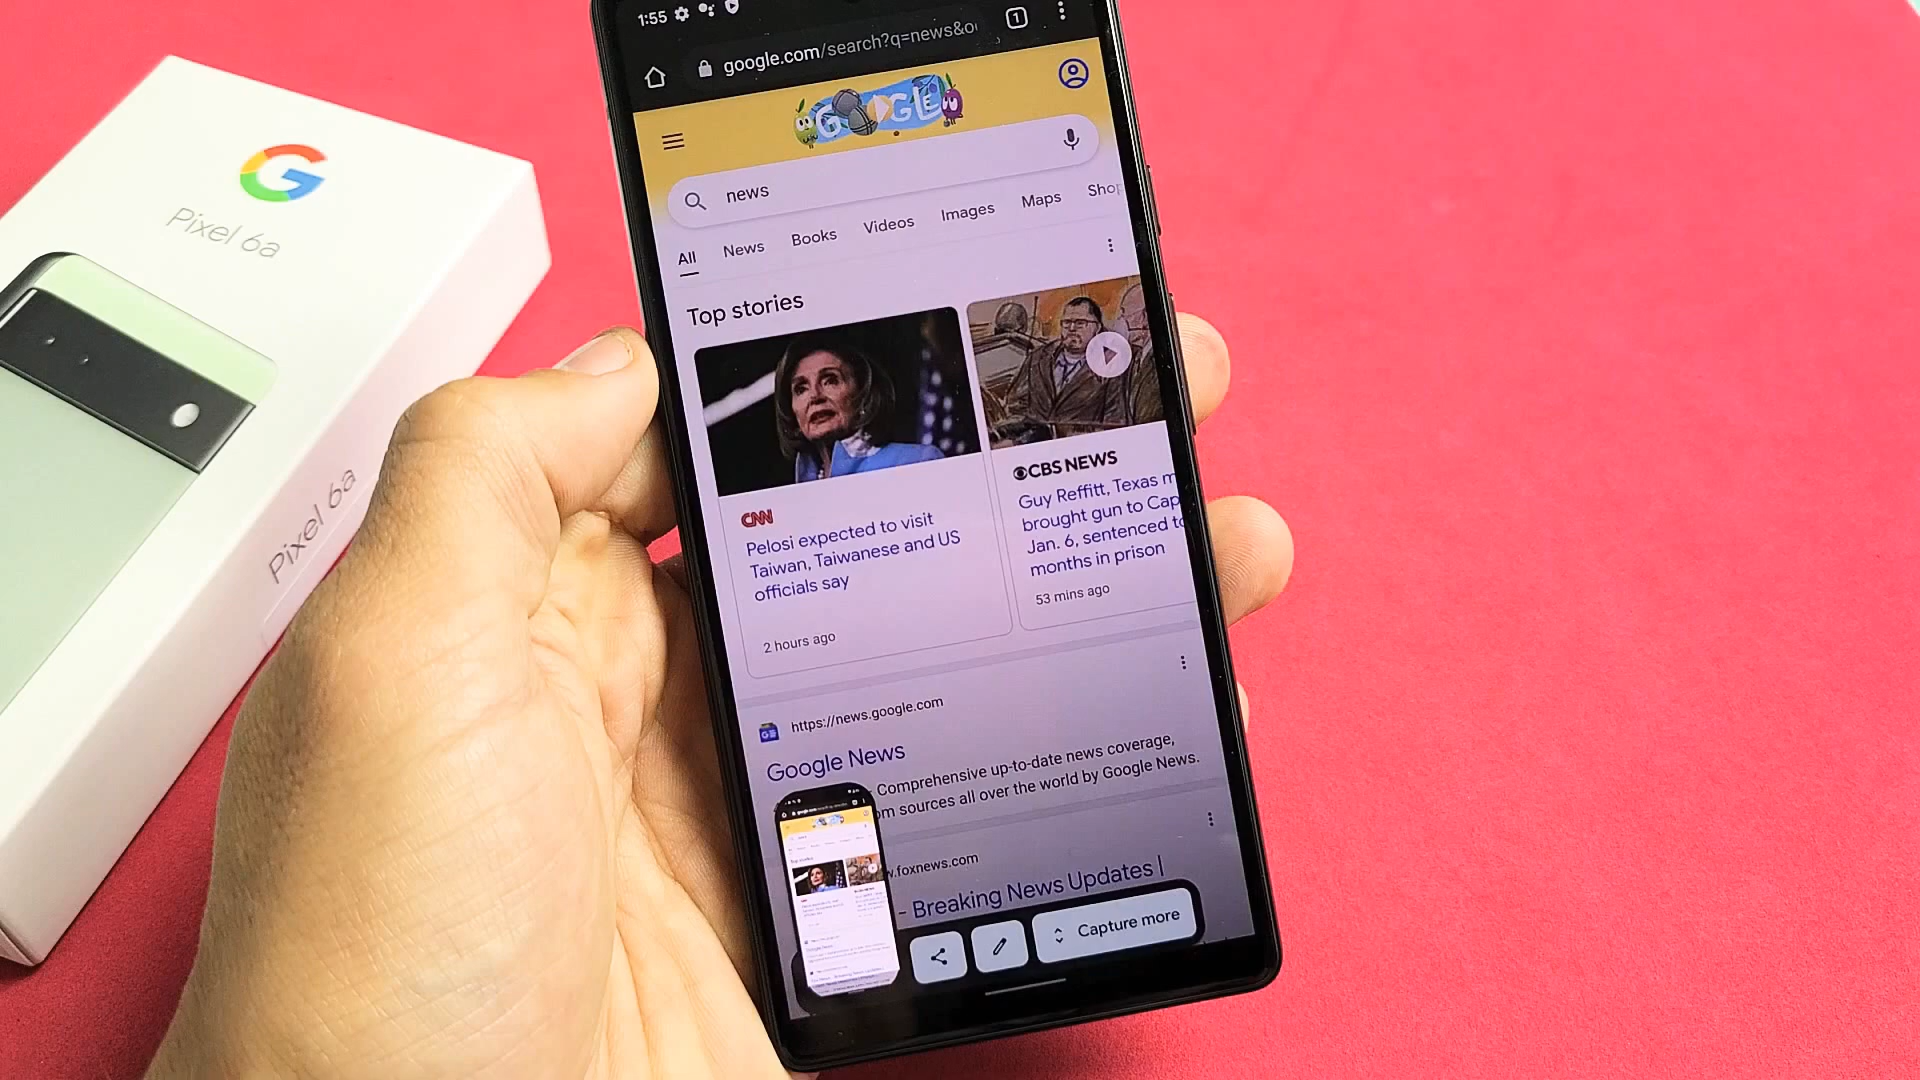 1:55
google.com/search?q=news&o
1
GOOGLE
news
All News Books Videos Images Maps Shop
Top stories
CNN
Pelosi expected to visit
Taiwan, Taiwanese and US
officials say
2 hours ago
CBS NEWS
Guy Reffitt, Texas m
brought gun to Cap
Jan. 6, sentenced to
months in prison
53 mins ago
https://news.google.com
Google News
Comprehensive up-to-date news coverage,
om sources all over the world by Google News.
w.foxnews.com
- Breaking News Updates |
Capture more
G
Pixel 6a
Pixel 6a